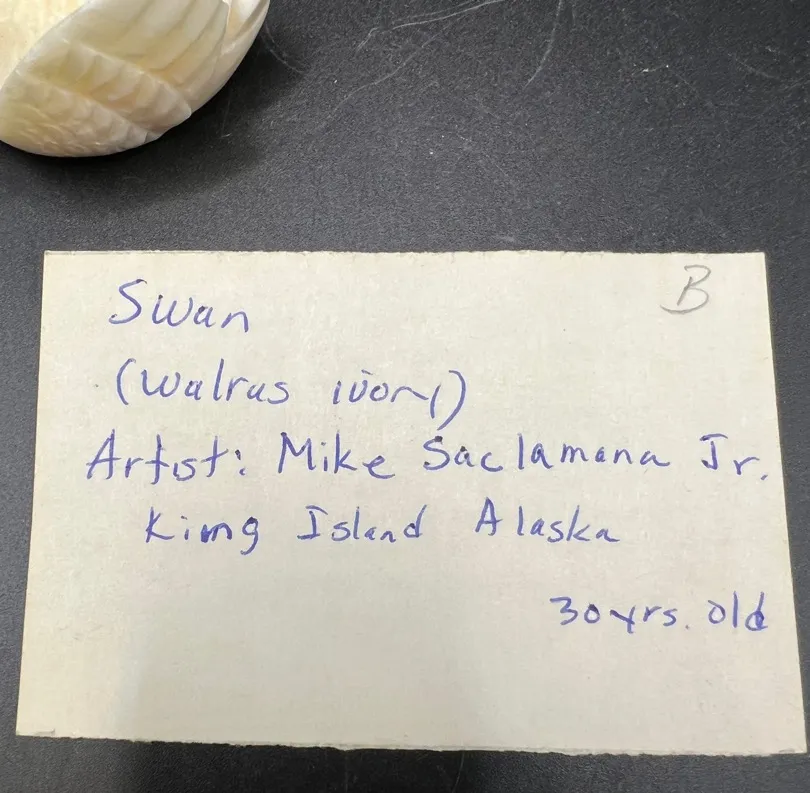 B
Swan
(Walrus ivory)
Artist: Mike Saclamana Jr.
King Island Alaska
30 yrs. old